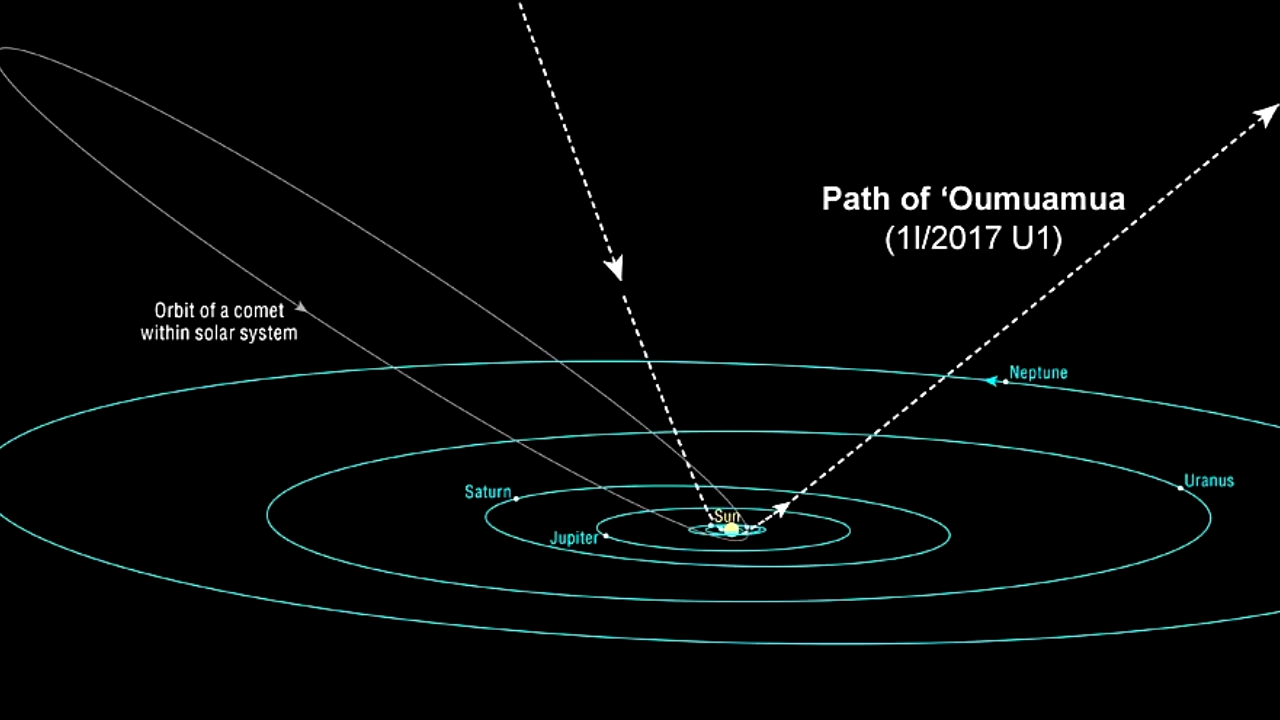 Path of ‘Oumuamua
(1I/2017 U1)
Orbit of a comet
within solar system
Neptune
Uranus
Saturn
Sun
Jupiter